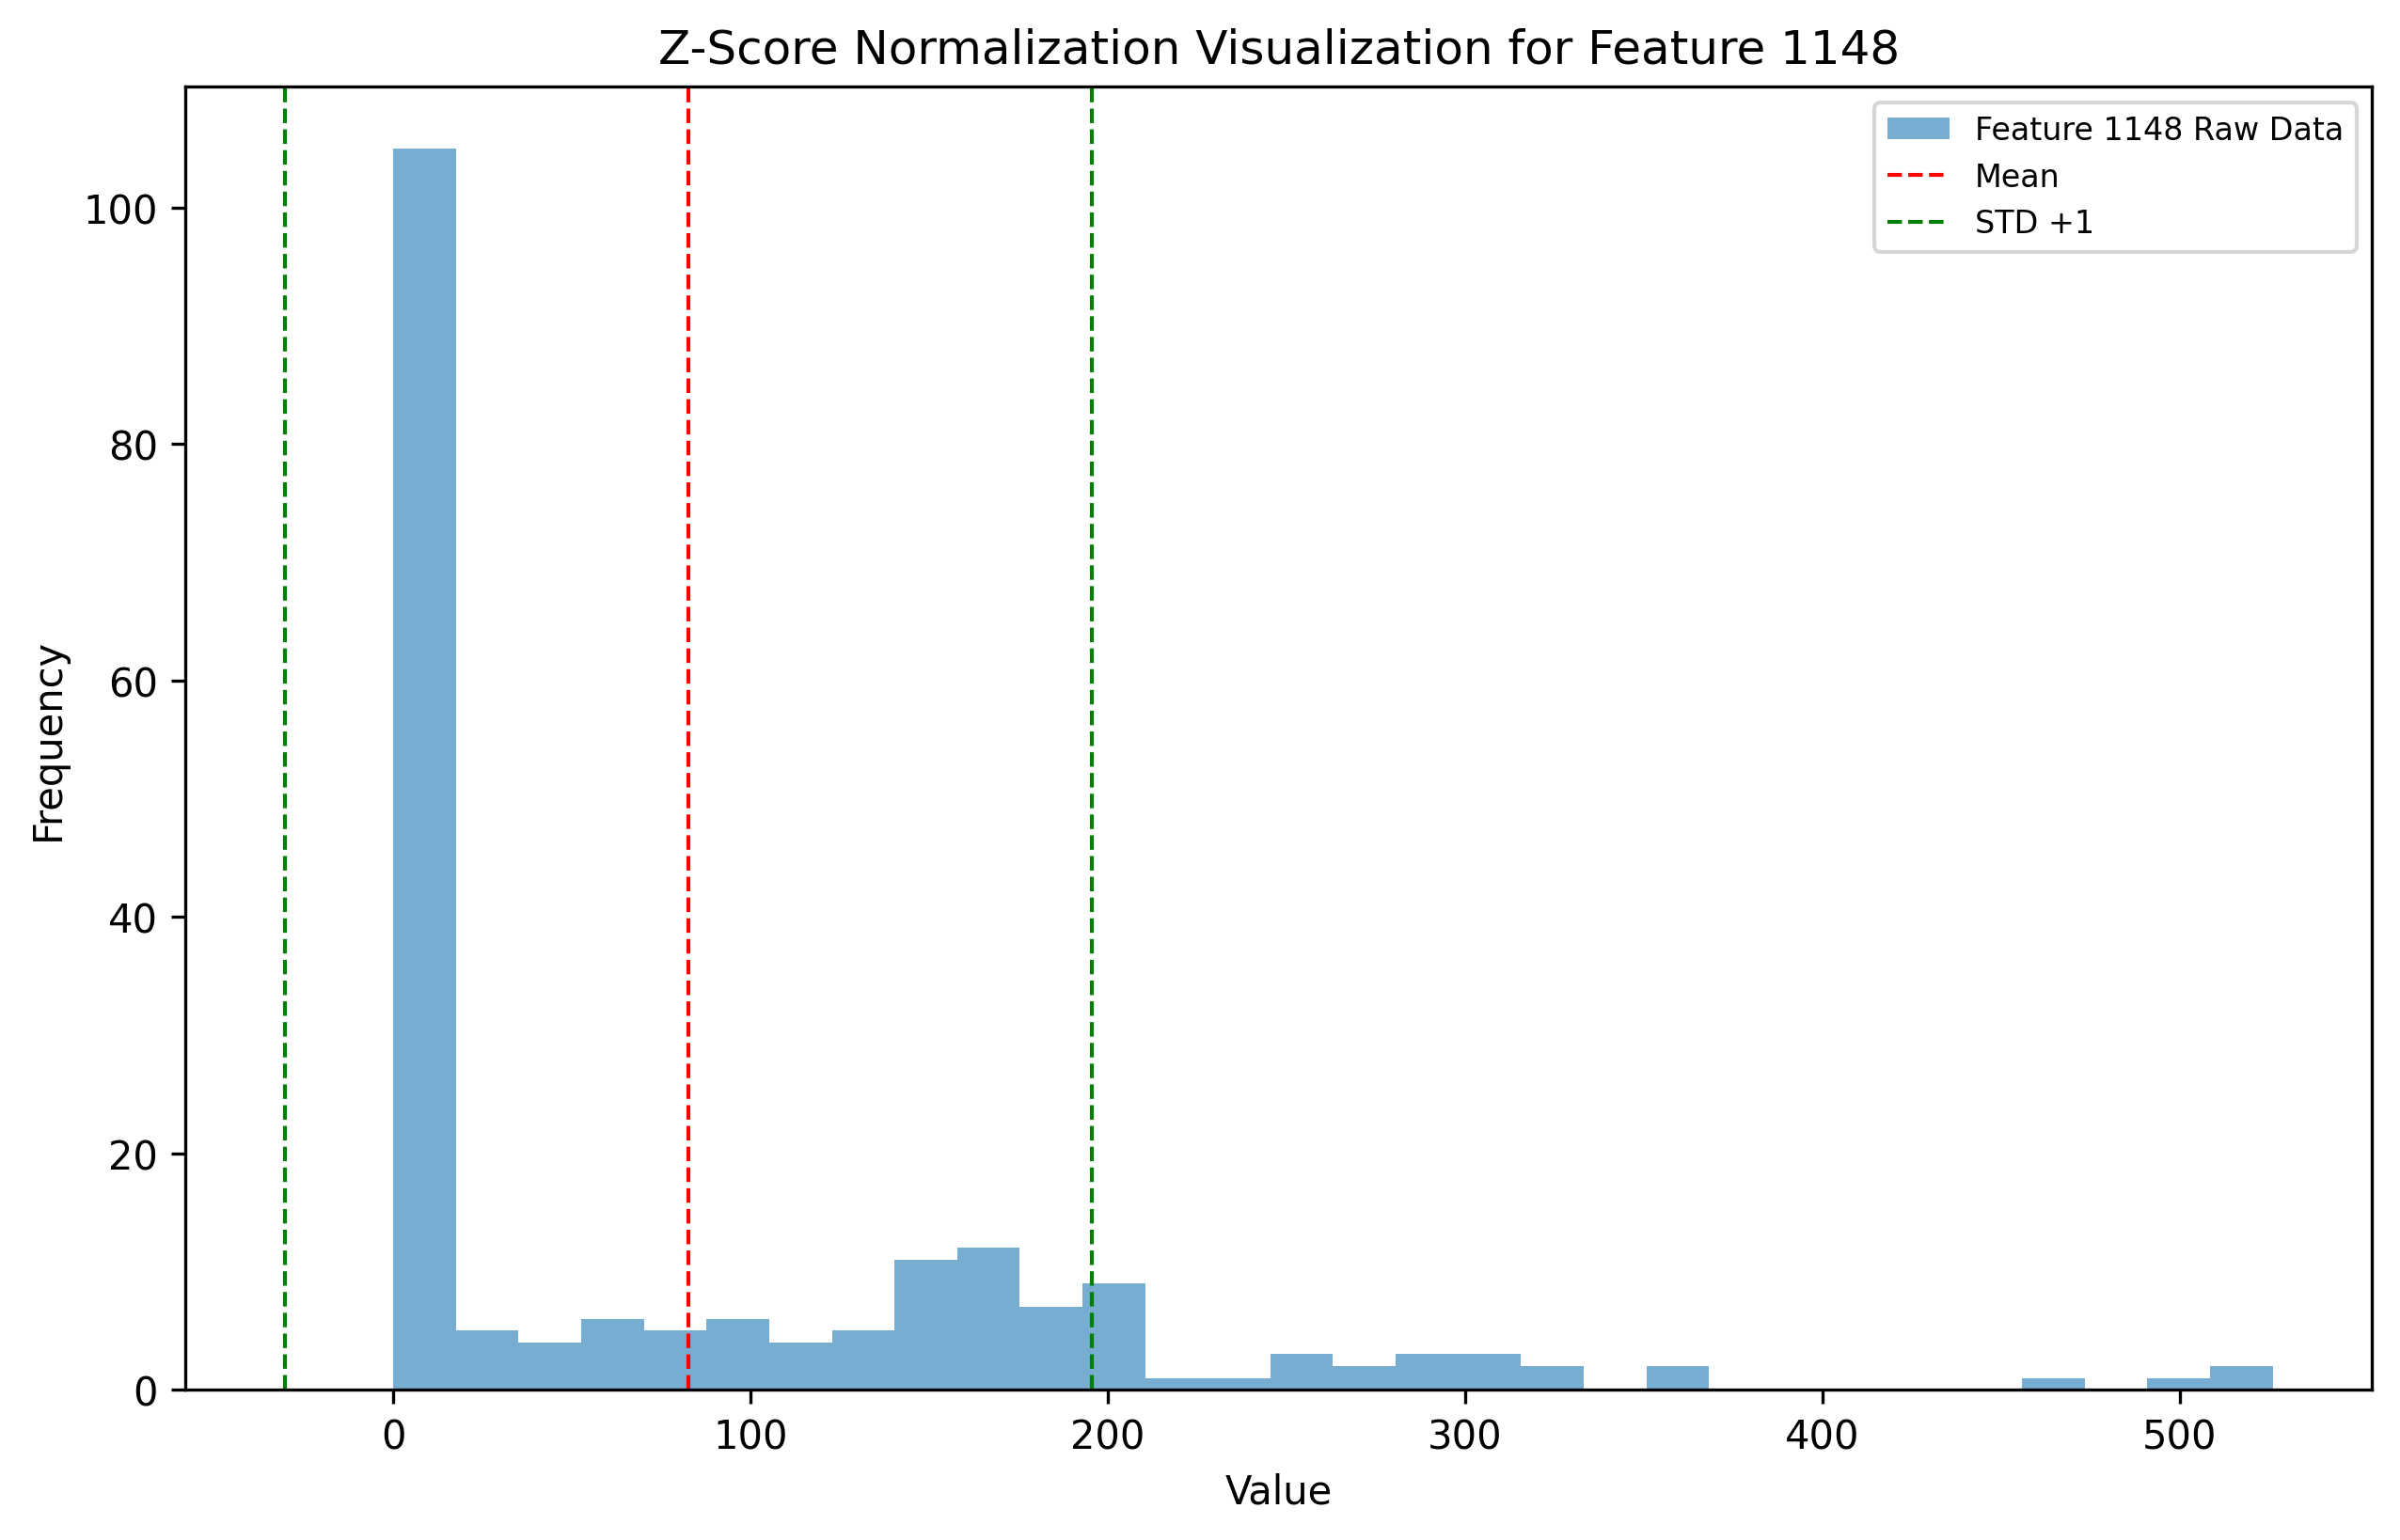 Z-Score Normalization Visualization for Feature 1148
Feature 1148 Raw Data
Mean
STD +1
100
80
60
40
20
0
Frequency
0 100 200 300 400 500
Value